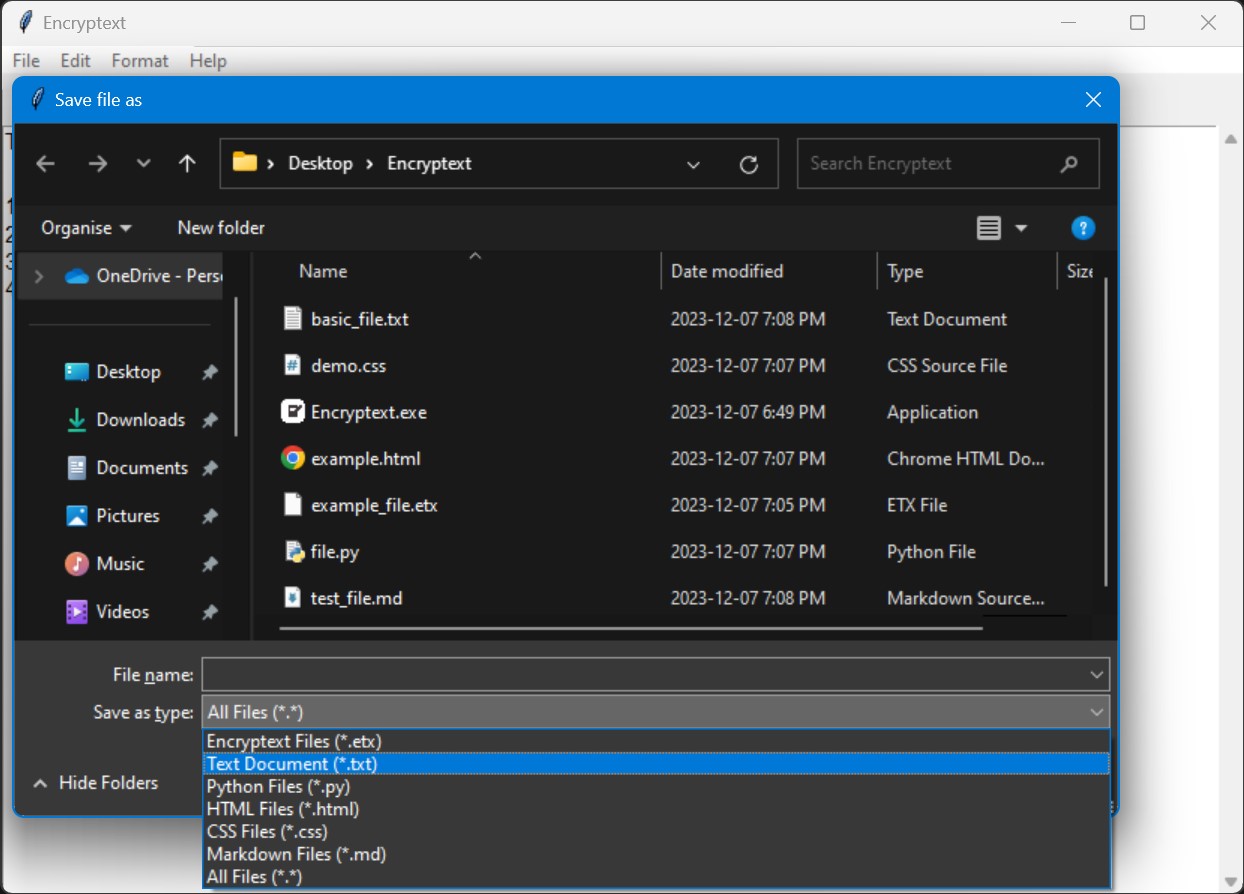 Encryptext
File Edit Format Help
Save file as
Desktop Encryptext
Search Encryptext
Organise New folder
Name Date modified Type
OneDrive -
basic_file.txt 2023-12-07 7:08 PM Text Document
Desktop
demo.css 2023-12-07 7:07 PM CSS Source File
Downloads
Encryptext.exe 2023-12-07 6:49 PM Application
Documents
example.html 2023-12-07 7:07 PM Chrome HTML Do...
Pictures
example_file.etx 2023-12-07 7:05 PM ETX File
Music
file.py 2023-12-07 7:07 PM Python File
Videos
test_file.md 2023-12-07 7:08 PM Markdown Source...
File name:
Save as type: All Files (*.*)
Encryptext Files (*.etx)
Text Document (*.txt)
Python Files (*.py)
HTML Files (*.html)
CSS Files (*.css)
Markdown Files (*.md)
All Files (*.*)
Hide Folders